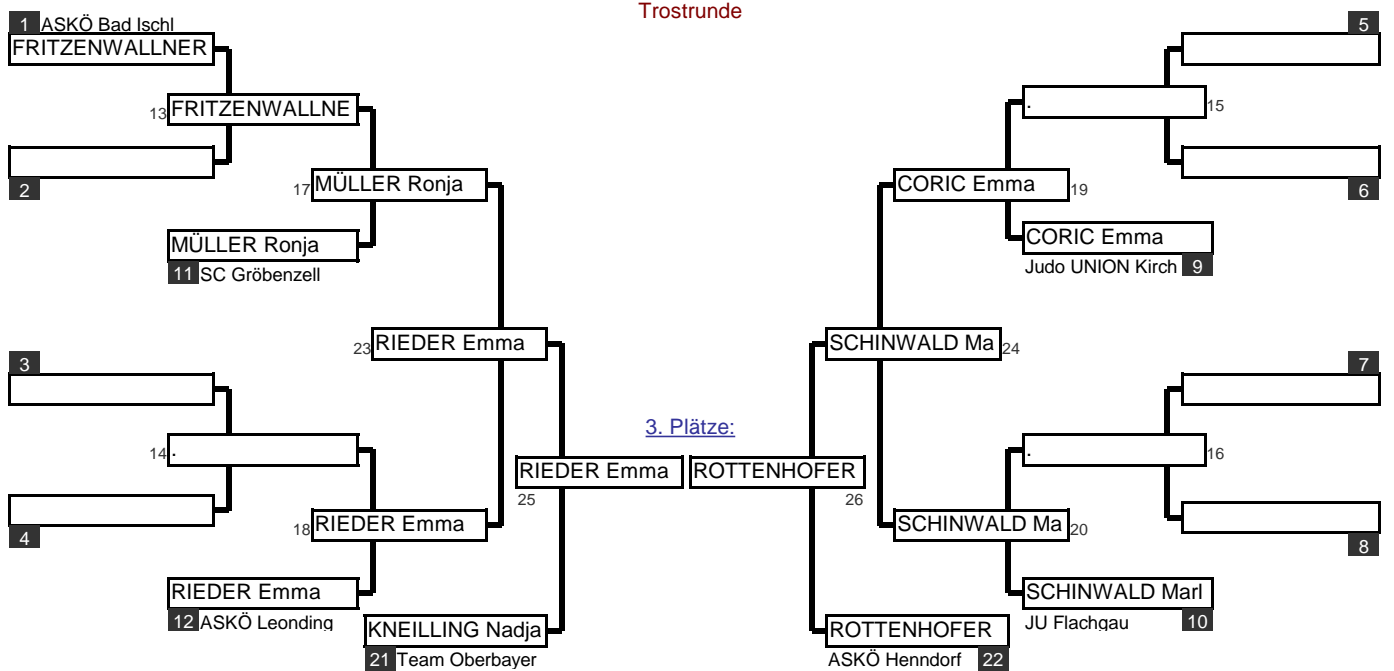 Trostrunde
1 ASKÖ Bad Ischl
FRITZENWALLNER
13 FRITZENWALLNE
2
17 MÜLLER Ronja
MÜLLER Ronja
11 SC Gröbenzell
23 RIEDER Emma
3
14 .
4
18 RIEDER Emma
RIEDER Emma
12 ASKÖ Leonding
3. Plätze:
RIEDER Emma
25
KNEILLING Nadja
21 Team Oberbayer
5
. 15
6
CORIC Emma 19
CORIC Emma
Judo UNION Kirch 9
SCHINWALD Ma 24
7
. 16
8
ROTTENHOFER
26
SCHINWALD Ma 20
SCHINWALD Marl
JU Flachgau 10
ROTTENHOFER
ASKÖ Henndorf 22